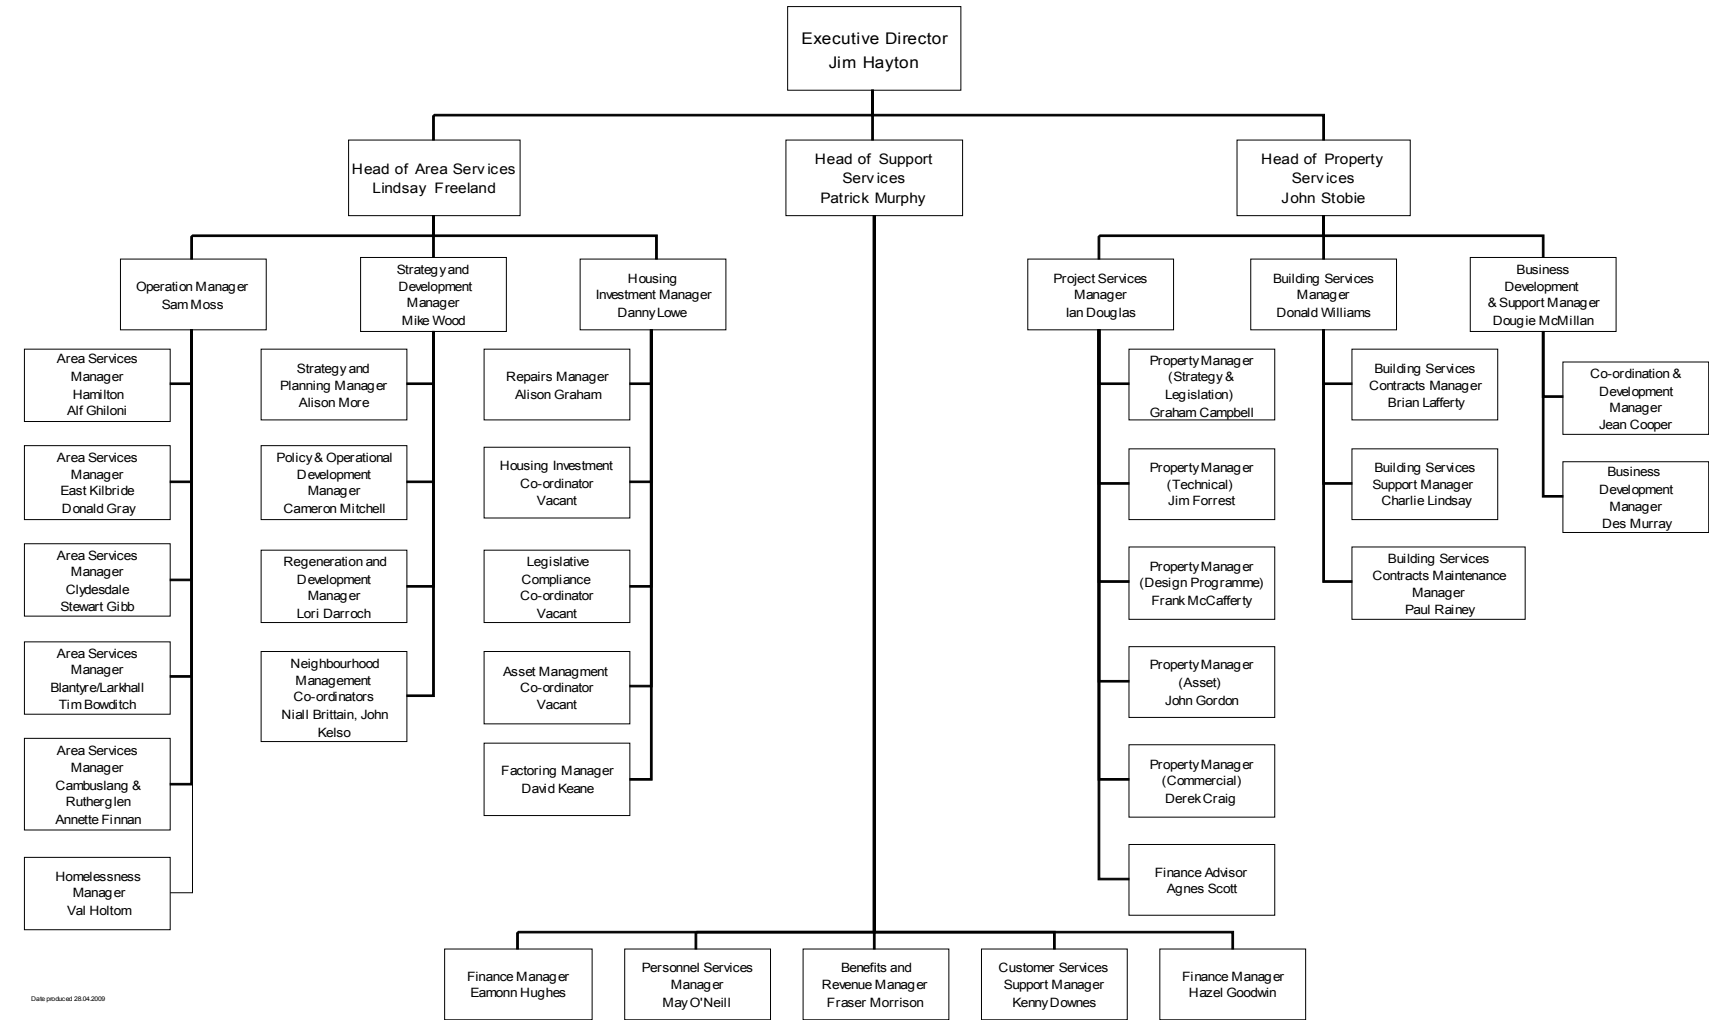 Executive Director
Jim Hayton
Head of Area Services
Lindsay Freeland
Head of Support
Services
Patrick Murphy
Head of Property
Services
John Stobie
Operation Manager
Sam Moss
Strategy and
Development
Manager
Mike Wood
Housing
Investment Manager
Danny Lowe
Project Services
Manager
Ian Douglas
Building Services
Manager
Donald Williams
Business
Development
& Support Manager
Dougie McMillan
Area Services
Manager
Hamilton
Alf Ghiloni
Area Services
Manager
East Kilbride
Donald Gray
Area Services
Manager
Clydesdale
Stewart Gibb
Area Services
Manager
Blantyre/Larkhall
Tim Bowditch
Area Services
Manager
Cambuslang &
Rutherglen
Annette Finnan
Homelessness
Manager
Val Holtom
Strategy and
Planning Manager
Alison More
Policy & Operational
Development
Manager
Cameron Mitchell
Regeneration and
Development
Manager
Lori Darroch
Neighbourhood
Management
Co-ordinators
Niall Brittain, John
Kelso
Repairs Manager
Alison Graham
Housing Investment
Co-ordinator
Vacant
Legislative
Compliance
Co-ordinator
Vacant
Asset Managment
Co-ordinator
Vacant
Factoring Manager
David Keane
Property Manager
(Strategy &
Legislation)
Graham Campbell
Property Manager
(Technical)
Jim Forrest
Property Manager
(Design Programme)
Frank McCafferty
Property Manager
(Asset)
John Gordon
Property Manager
(Commercial)
Derek Craig
Finance Advisor
Agnes Scott
Building Services
Contracts Manager
Brian Lafferty
Building Services
Support Manager
Charlie Lindsay
Building Services
Contracts Maintenance
Manager
Paul Rainey
Co-ordination &
Development
Manager
Jean Cooper
Business
Development
Manager
Des Murray
Finance Manager
Eamonn Hughes
Personnel Services
Manager
May O'Neill
Benefits and
Revenue Manager
Fraser Morrison
Customer Services
Support Manager
Kenny Downes
Finance Manager
Hazel Goodwin
Date produced 28.04.2009